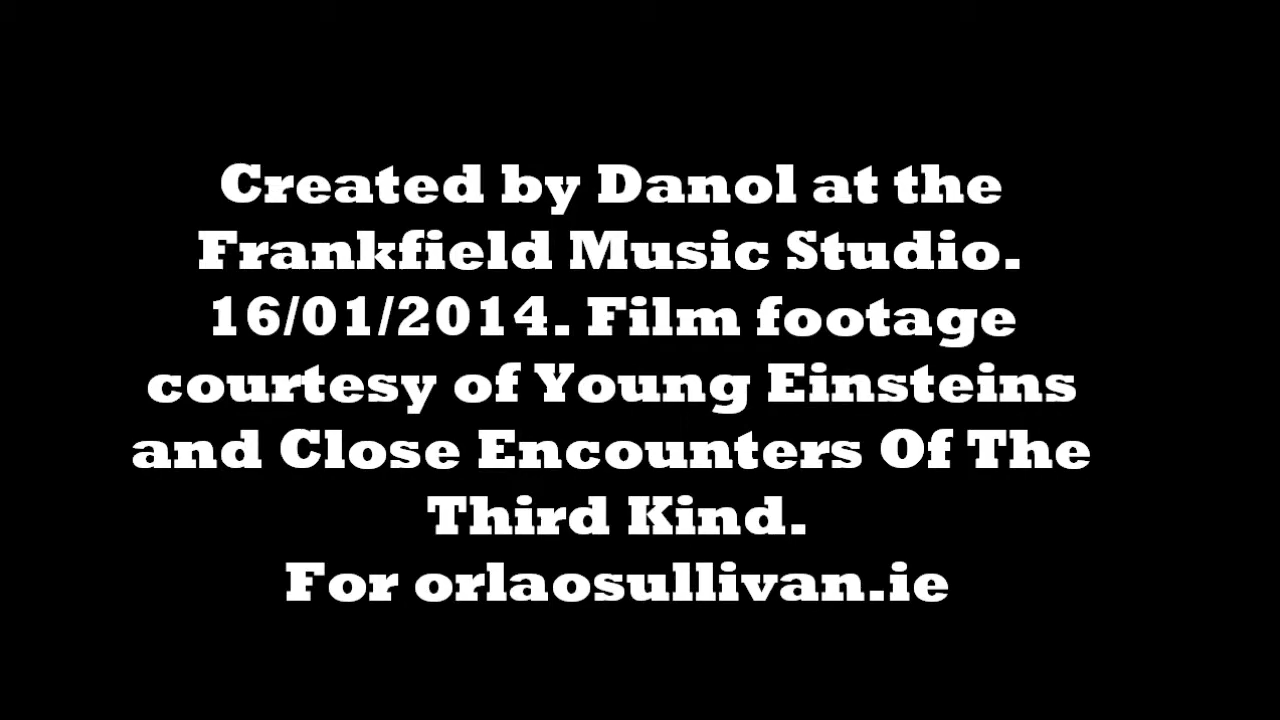 Created by Danol at the
Frankfield Music Studio.
16/01/2014. Film footage
courtesy of Young Einsteins
and Close Encounters Of The
Third Kind.
For orlaosullivan.ie